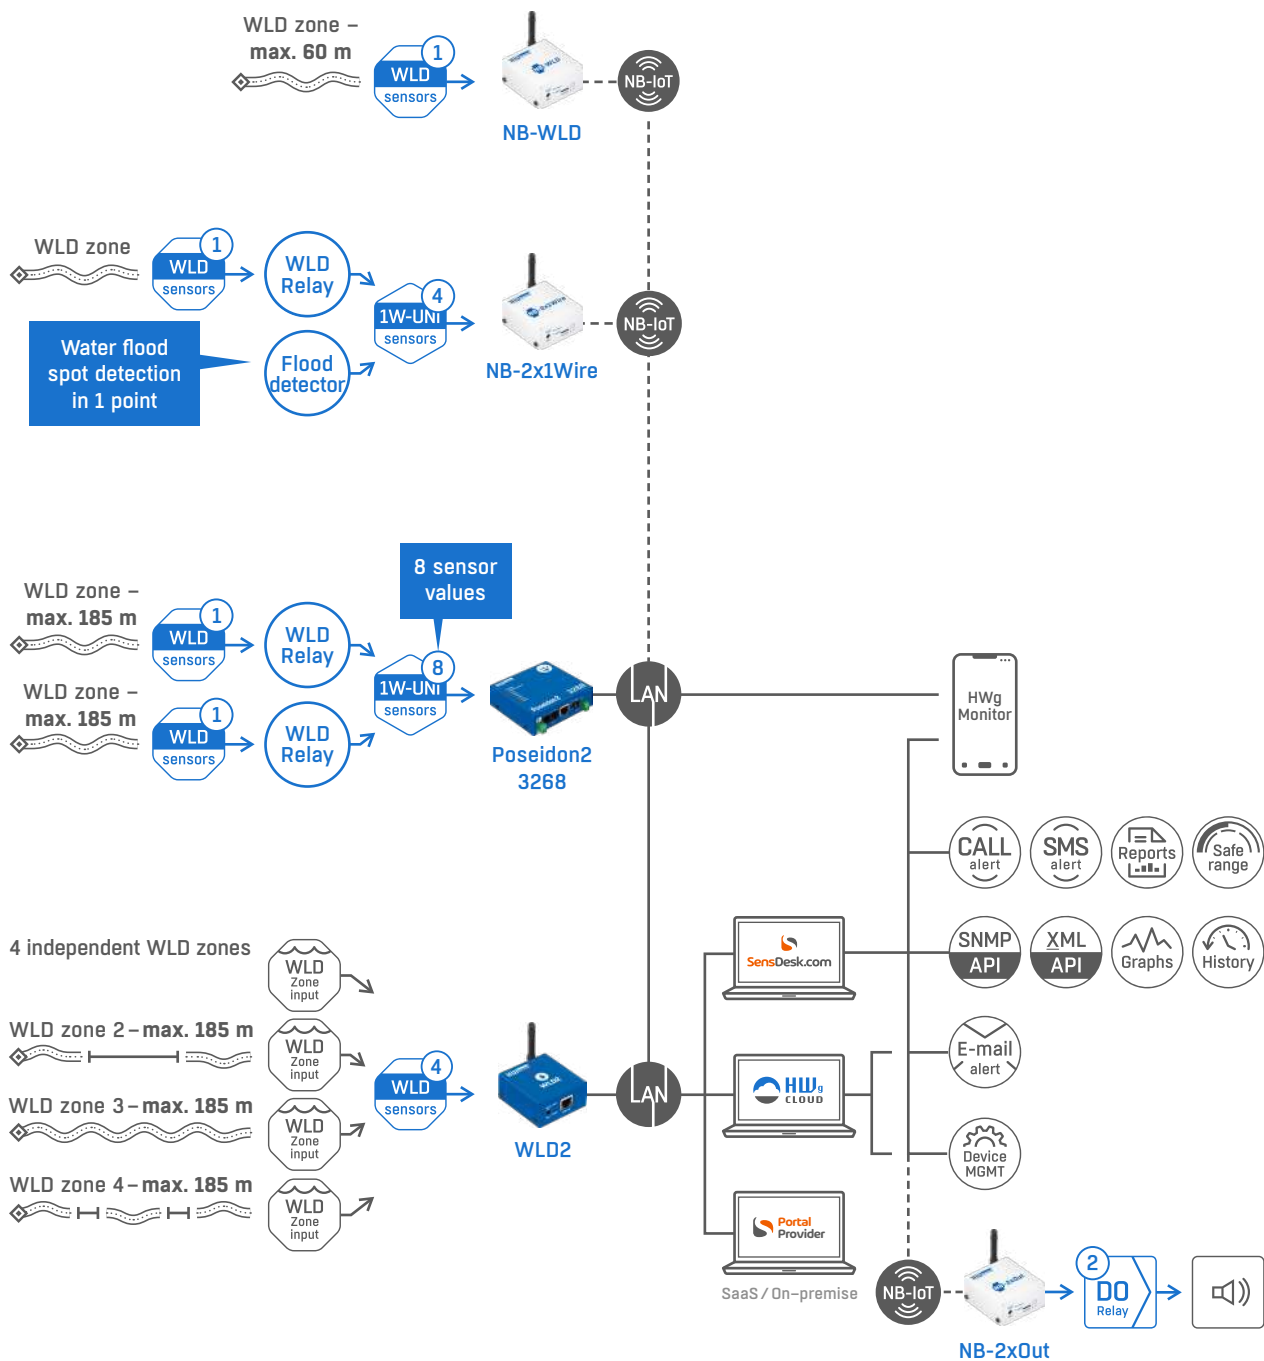 WLD zone –
max. 60 m
1
WLD
sensors
WLD
NB-WLD
NB-IoT
WLD zone
1
WLD
sensors
WLD
Relay
Water flood
spot detection
in 1 point
Flood
detector
4
1W-UNI
sensors
2x1Wire
NB-2x1Wire
NB-IoT
8 sensor
values
WLD zone –
max. 185 m
1
WLD
sensors
WLD
Relay
WLD zone –
max. 185 m
1
WLD
sensors
WLD
Relay
8
1W-UNI
sensors
Poseidon2
3268
Poseidon2
3268
LAN
HWg
Monitor
CALL
alert
SMS
alert
Reports
Safe
range
SNMP
API
XML
API
Graphs
History
E-mail
alert
Device
MGMT
4 independent WLD zones
WLD
Zone
input
WLD zone 2 – max. 185 m
WLD
Zone
input
WLD zone 3 – max. 185 m
WLD
Zone
input
WLD zone 4 – max. 185 m
WLD
Zone
input
4
WLD
sensors
WLD2
WLD2
LAN
SensDesk.com
HWg
CLOUD
Portal
Provider
SaaS / On-premise
NB-IoT
2xOut
NB-2xOut
2
DO
Relay